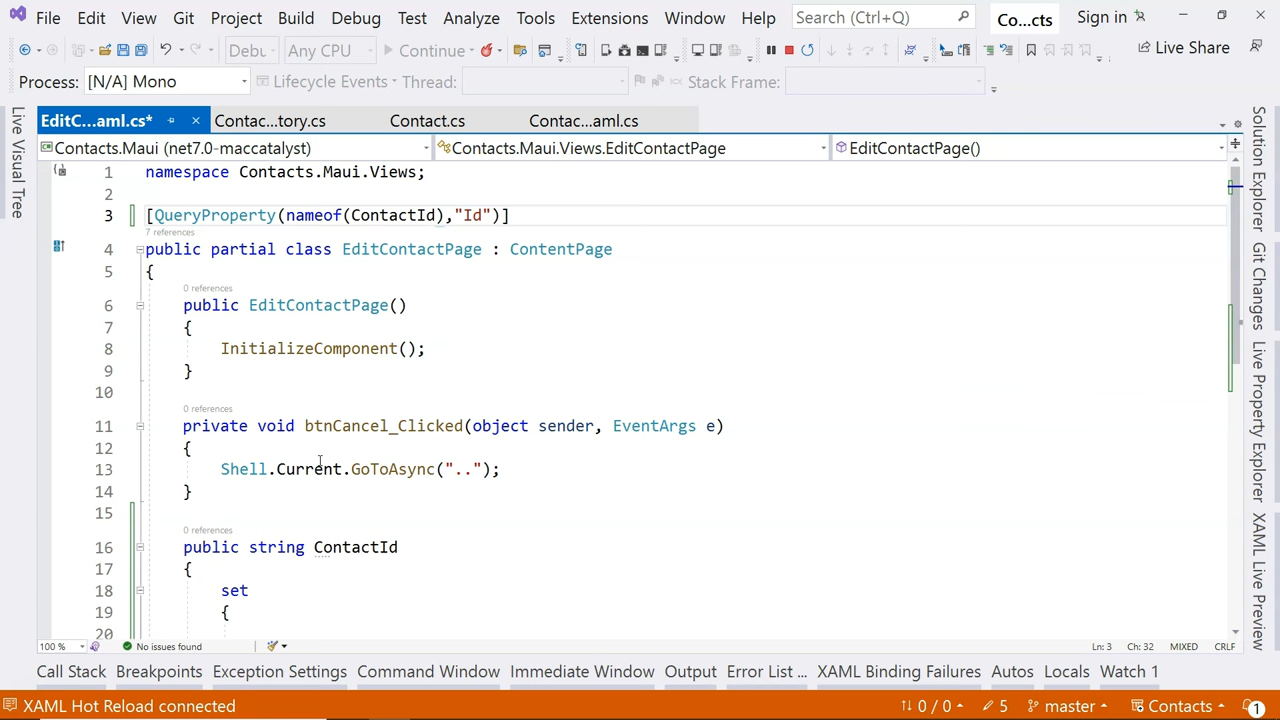 File Edit View Git Project Build Debug Test Analyze Tools Extensions Window Help Search (Ctrl+Q) Co...cts Sign in
Debu Any CPU Continue Live Share
Process: [N/A] Mono Lifecycle Events Thread: Stack Frame:
EditC...aml.cs* Contac...tory.cs Contact.cs Contac...aml.cs
Contacts.Maui (net7.0-maccatalyst) Contacts.Maui.Views.EditContactPage EditContactPage()
Live Visual Tree
1 namespace Contacts.Maui.Views;
2
3 [QueryProperty(nameof(ContactId),"Id")]
7 references
4 public partial class EditContactPage : ContentPage
5 {
0 references
6 public EditContactPage()
7 {
8 InitializeComponent();
9 }
10
0 references
11 private void btnCancel_Clicked(object sender, EventArgs e)
12 {
13 Shell.Current.GoToAsync("..");
14 }
15
0 references
16 public string ContactId
17 {
18 set
19 {
20
Solution Explorer
Git Changes
Live Property Explorer
XAML Live Preview
100 % No issues found Ln: 3 Ch: 32 MIXED CRLF
Call Stack Breakpoints Exception Settings Command Window Immediate Window Output Error List ... XAML Binding Failures Autos Locals Watch 1
XAML Hot Reload connected 0 / 0 5 master Contacts 1